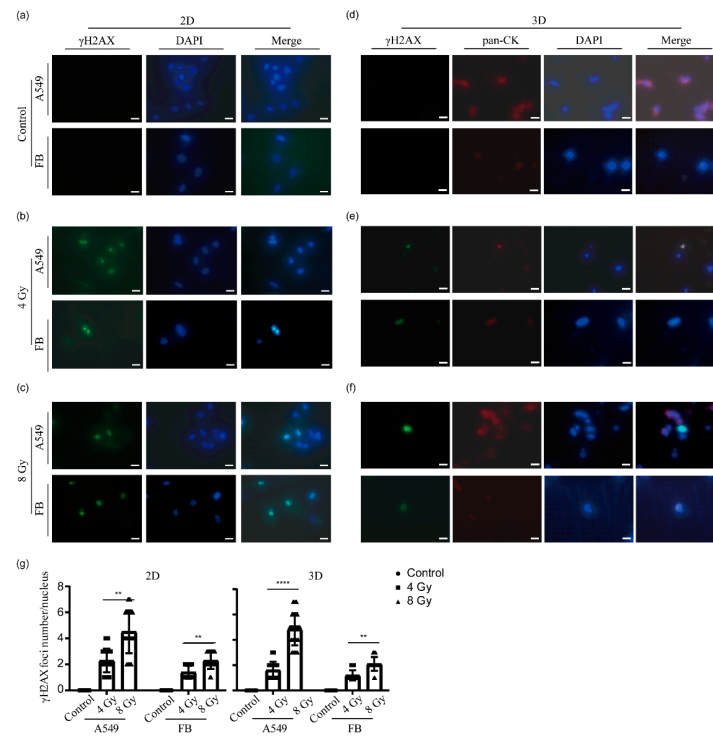 (a)
2D
γH2AX
DAPI
Merge
Control
A549
FB
(b)
4 Gy
A549
FB
(c)
8 Gy
A549
FB
(d)
3D
γH2AX
pan-CK
DAPI
Merge
(e)
(f)
(g)
2D
3D
γH2AX foci number/nucleus
8
6
4
2
0
**
**
****
**
Control
4 Gy
8 Gy
Control
4 Gy
8 Gy
Control
4 Gy
8 Gy
Control
4 Gy
8 Gy
A549
FB
A549
FB
Control
4 Gy
8 Gy